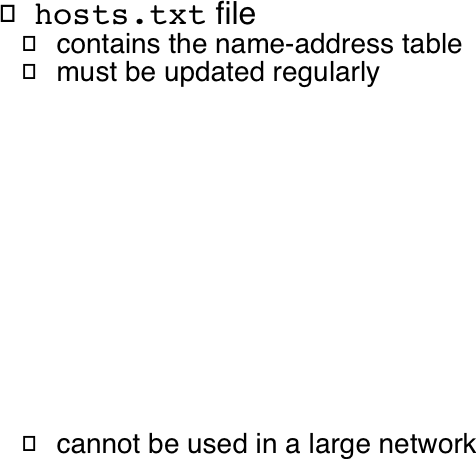 hosts.txt file
contains the name-address table
must be updated regularly
cannot be used in a large network